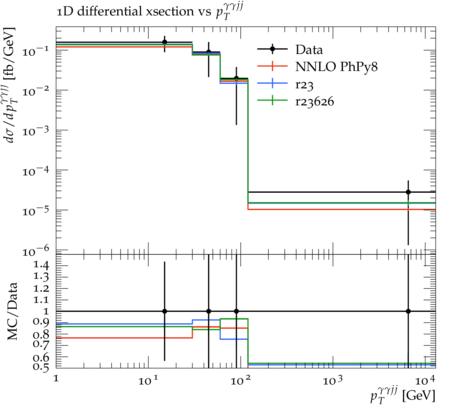 1D differential xsection vs p_T^{γγjj}
dσ/dp_T^{γγjj} [fb/GeV]
Data
NNLO PhPy8
r23
r23626
10^{-1}
10^{-2}
10^{-3}
10^{-4}
10^{-5}
10^{-6}
MC/Data
1.4
1.3
1.2
1.1
1
0.9
0.8
0.7
0.6
0.5
1
10^1
10^2
10^3
10^4
p_T^{γγjj} [GeV]